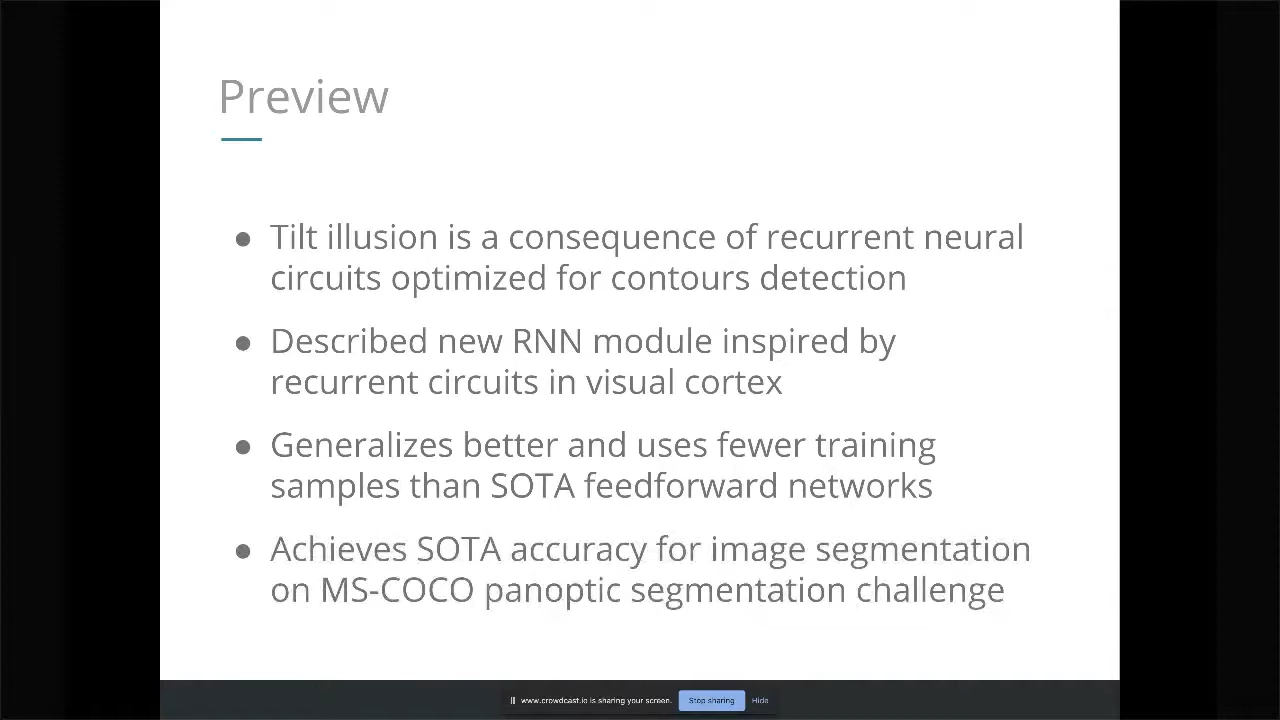 Preview
● Tilt illusion is a consequence of recurrent neural
circuits optimized for contours detection
● Described new RNN module inspired by
recurrent circuits in visual cortex
● Generalizes better and uses fewer training
samples than SOTA feedforward networks
● Achieves SOTA accuracy for image segmentation
on MS-COCO panoptic segmentation challenge
www.crowdcast.io is sharing your screen. Stop sharing Hide